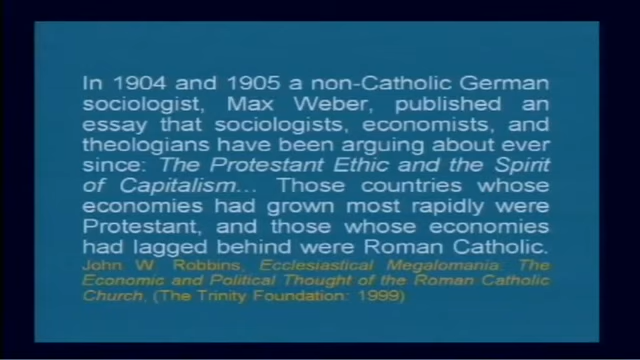 In 1904 and 1905 a non-Catholic German
sociologist, Max Weber, published an
essay that sociologists, economists, and
theologians have been arguing about ever
since: The Protestant Ethic and the Spirit
of Capitalism... Those countries whose
economies had grown most rapidly were
Protestant, and those whose economies
had lagged behind were Roman Catholic.
John W. Robbins, Ecclesiastical Megalomania: The
Economic and Political Thought of the Roman Catholic
Church, (The Trinity Foundation: 1999)